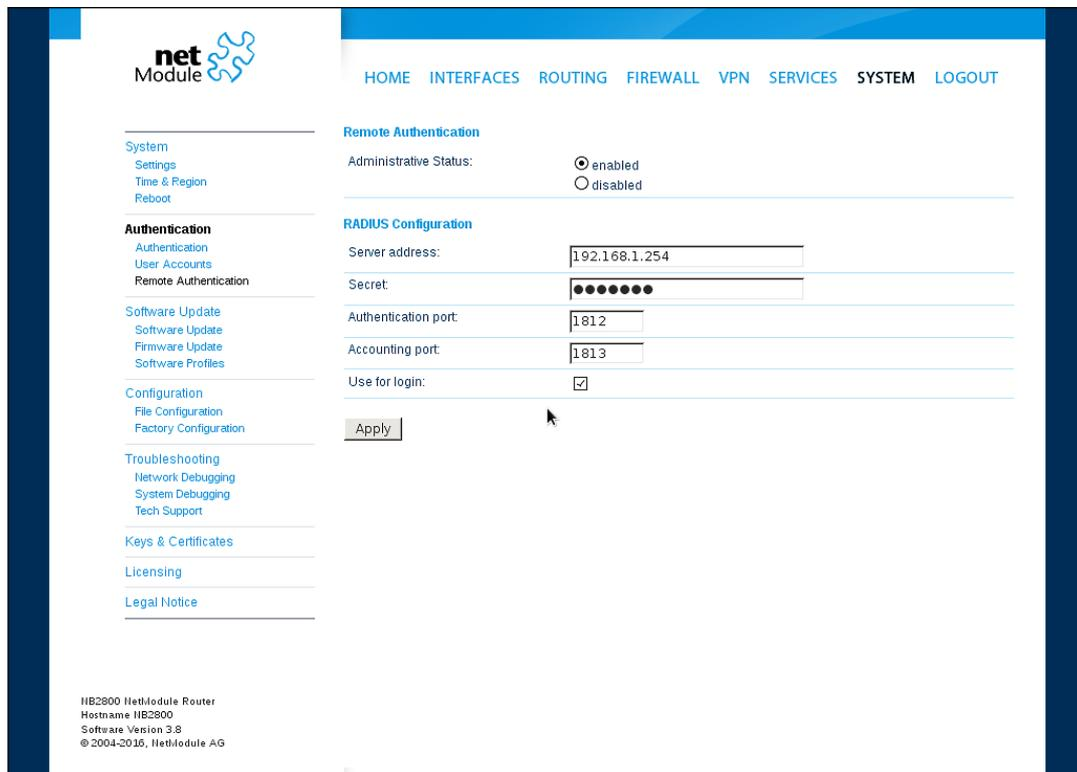 net
Module
HOME INTERFACES ROUTING FIREWALL VPN SERVICES SYSTEM LOGOUT
System
Settings
Time & Region
Reboot
Authentication
Authentication
User Accounts
Remote Authentication
Software Update
Software Update
Firmware Update
Software Profiles
Configuration
File Configuration
Factory Configuration
Troubleshooting
Network Debugging
System Debugging
Tech Support
Keys & Certificates
Licensing
Legal Notice
Remote Authentication
Administrative Status:
enabled
disabled
RADIUS Configuration
Server address: 192.168.1.254
Secret: ●●●●●●●
Authentication port: 1812
Accounting port: 1813
Use for login:
Apply
NB2800 NetModule Router
Hostname NB2800
Software Version 3.8
© 2004-2016, NetModule AG